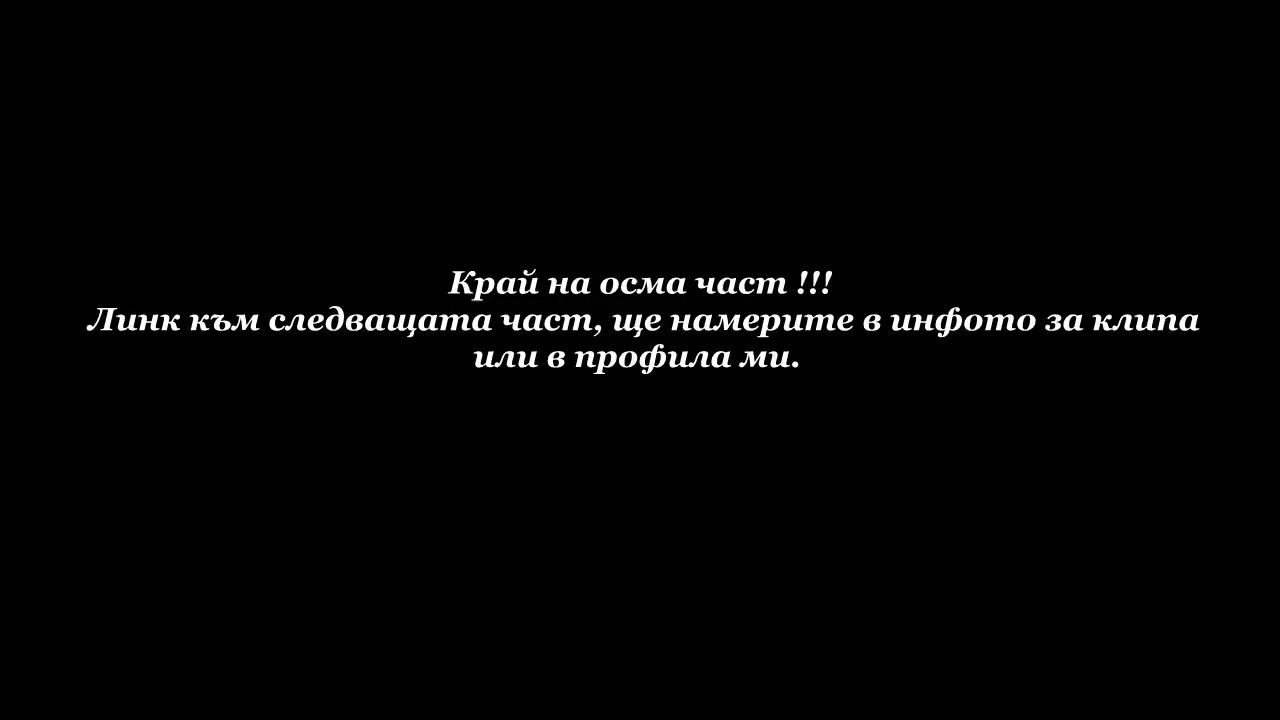 Край на осма част !!!
Линк към следващата част, ще намерите в инфото за клипа
или в профила ми.